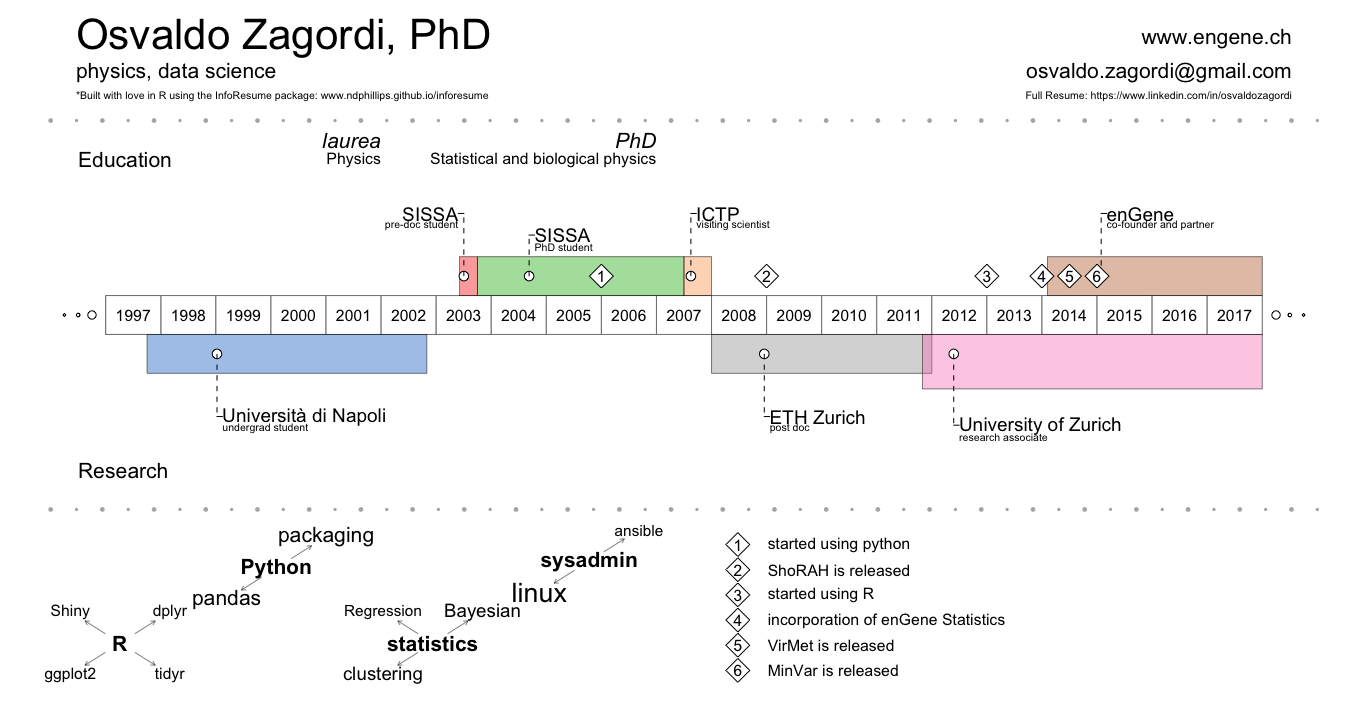 Osvaldo Zagordi, PhD
physics, data science
*Built with love in R using the InfoResume package: www.ndphillips.github.io/inforesume
www.engene.ch
osvaldo.zagordi@gmail.com
Full Resume: https://www.linkedin.com/in/osvaldozagordi
Education
laurea
Physics
PhD
Statistical and biological physics
SISSA
pre-doc student
SISSA
PhD student
ICTP
visiting scientist
enGene
co-founder and partner
1
2
3
4
5
6
1997 1998 1999 2000 2001 2002 2003 2004 2005 2006 2007 2008 2009 2010 2011 2012 2013 2014 2015 2016 2017
Università di Napoli
undergrad student
ETH Zurich
post doc
University of Zurich
research associate
Research
packaging
Python
pandas
Shiny
dplyr
R
ggplot2
tidyr
ansible
sysadmin
linux
Regression
Bayesian
statistics
clustering
1 started using python
2 ShoRAH is released
3 started using R
4 incorporation of enGene Statistics
5 VirMet is released
6 MinVar is released